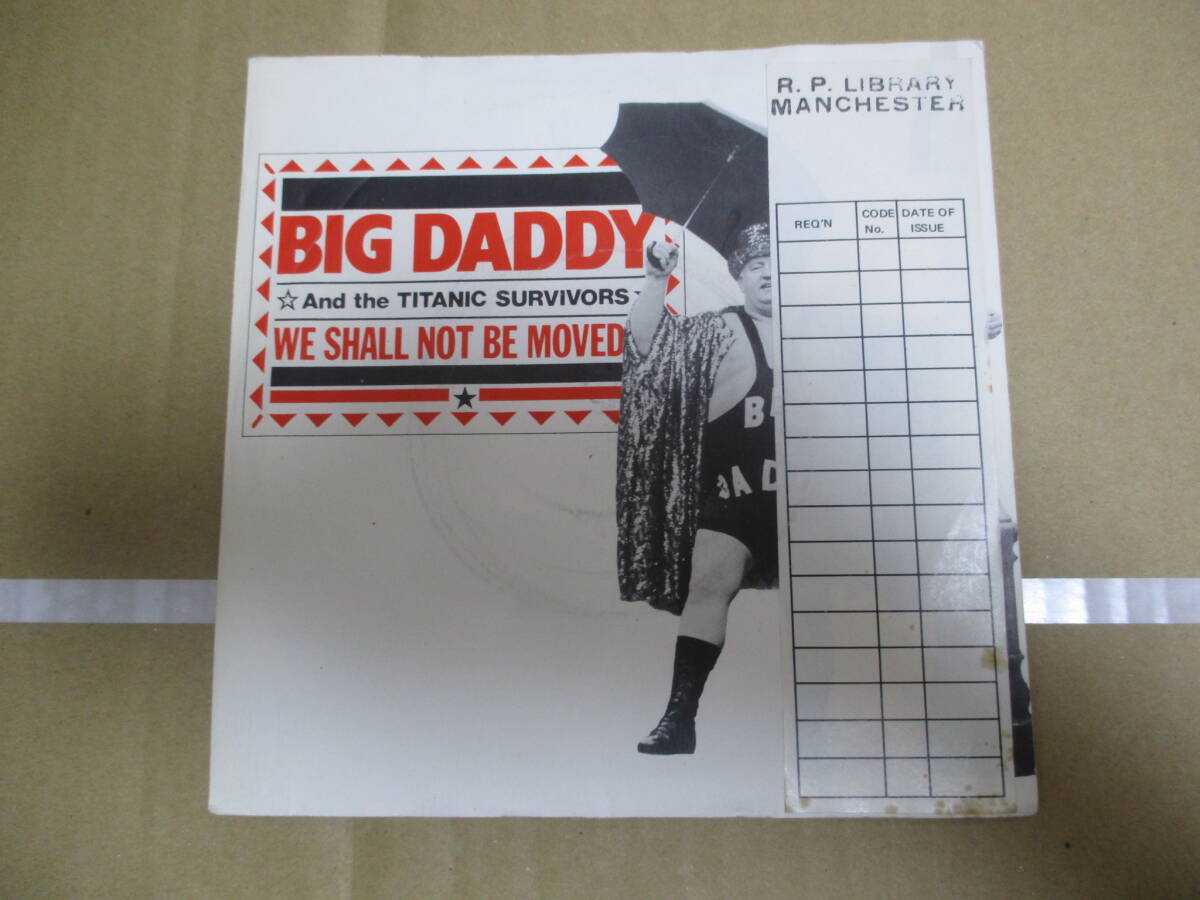 R. P. LIBRARY
MANCHESTER
BIG DADDY
☆ And the TITANIC SURVIVORS
WE SHALL NOT BE MOVED
REQ'N
CODE No.
DATE OF ISSUE